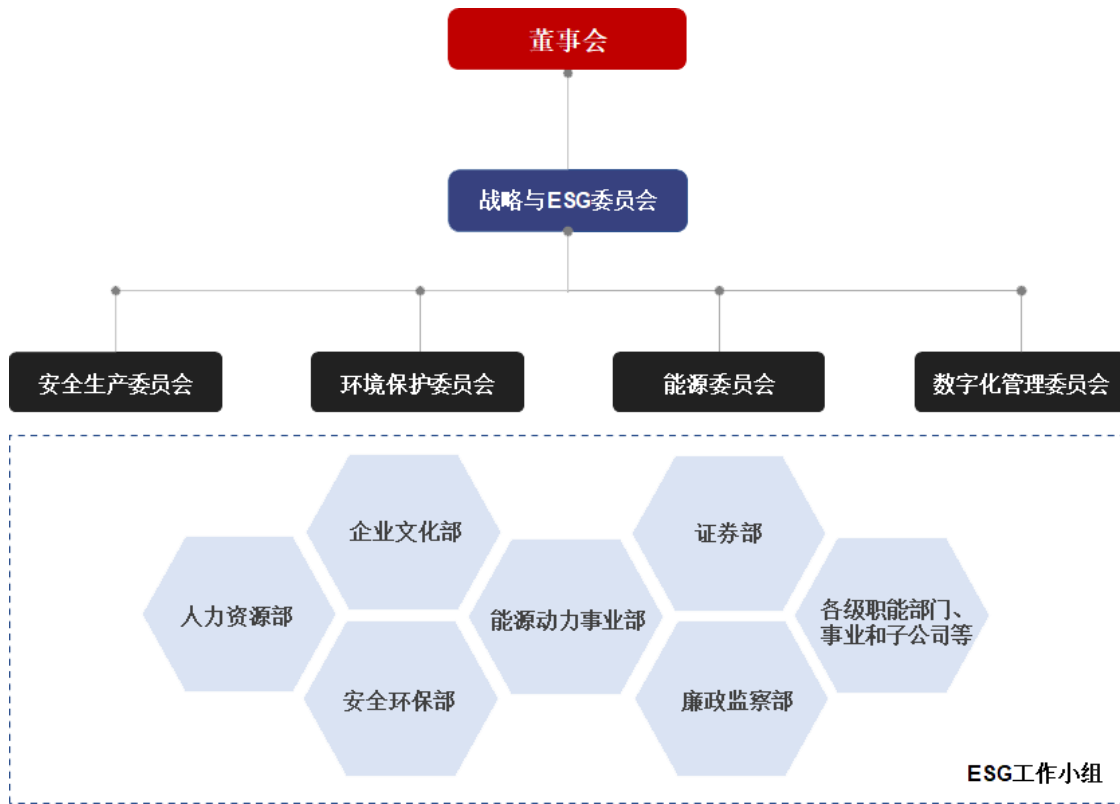 董事会
战略与ESG委员会
安全生产委员会
环境保护委员会
能源委员会
数字化管理委员会
企业文化部
证券部
人力资源部
能源动力事业部
各级职能部门、
事业和子公司等
安全环保部
廉政监察部
ESG工作小组